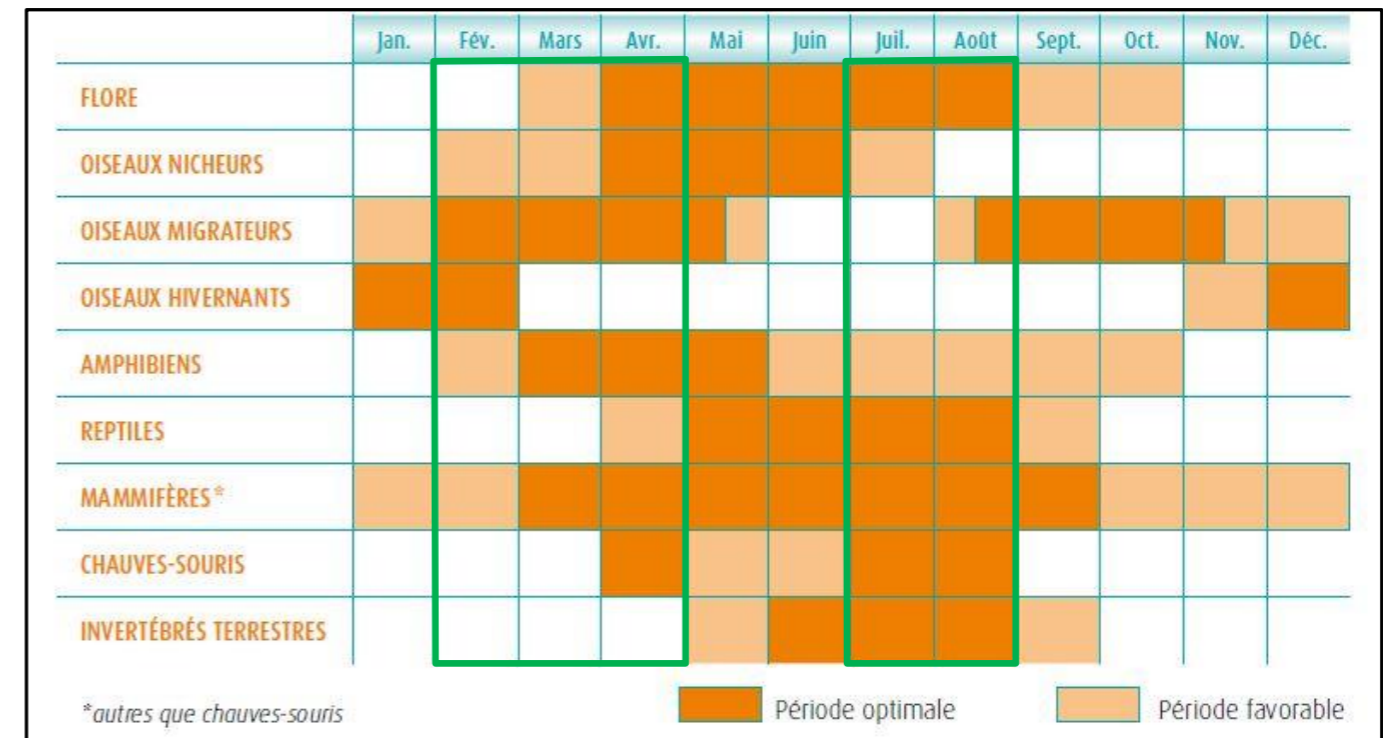 Jan. Fév. Mars Avr. Mai Juin Juil. Août Sept. Oct. Nov. Déc.
FLORE
OISEAUX NICHEURS
OISEAUX MIGRATEURS
OISEAUX HIVERNANTS
AMPHIBIENS
REPTILES
MAMMIFÈRES*
CHAUVES-SOURIS
INVERTÉBRÉS TERRESTRES
*autres que chauves-souris Période optimale Période favorable